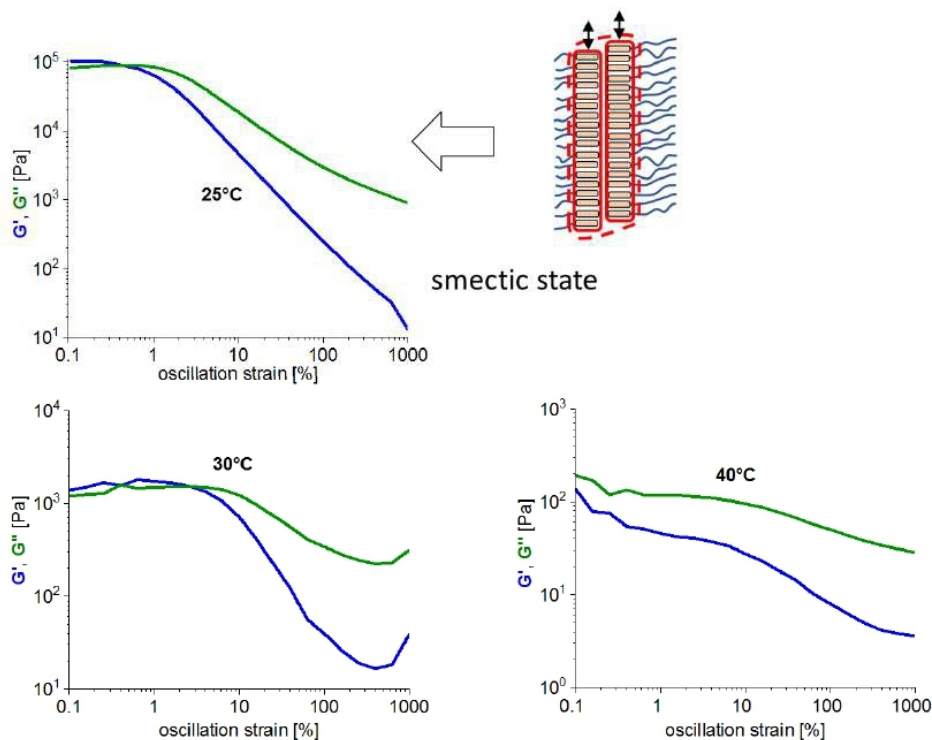 10⁵
10⁴
10³
10²
10¹
G', G'' [Pa]
25°C
0.1 1 10 100 1000
oscillation strain [%]
smectic state
10⁴
10³
10²
10¹
G', G'' [Pa]
30°C
0.1 1 10 100 1000
oscillation strain [%]
10³
10²
10¹
10⁰
G', G'' [Pa]
40°C
0.1 1 10 100 1000
oscillation strain [%]